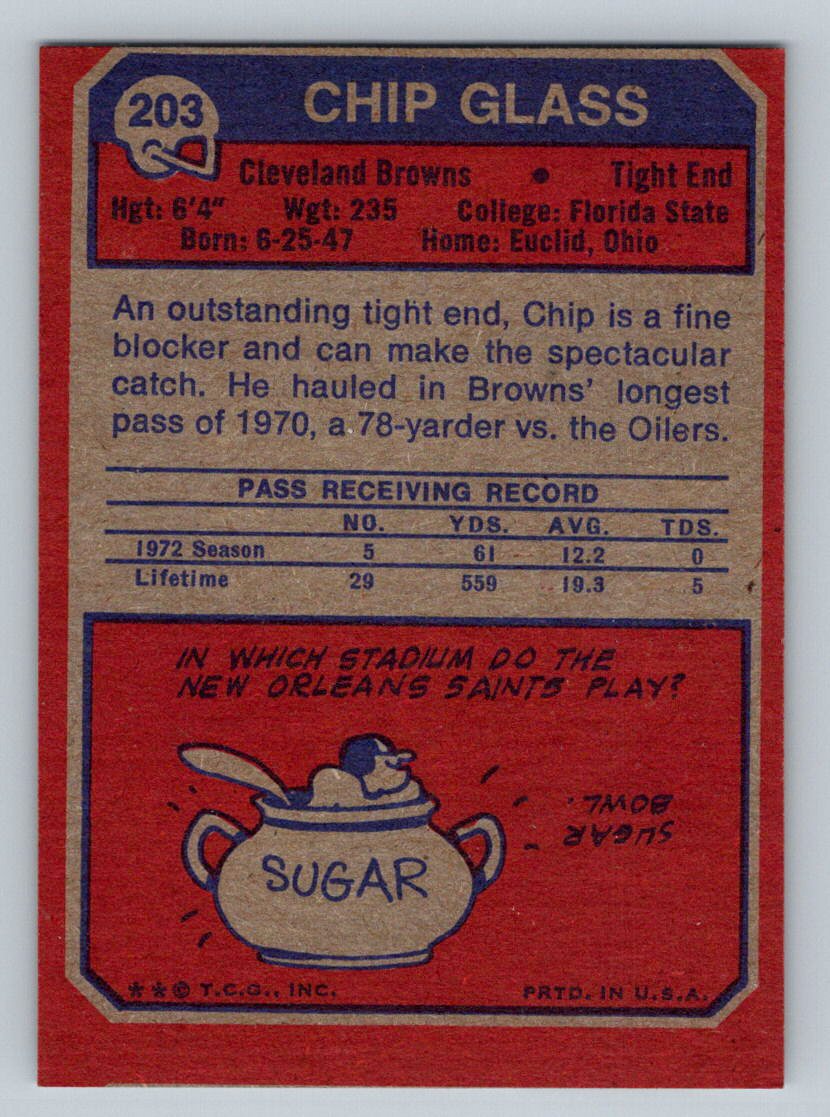 203
CHIP GLASS
Cleveland Browns • Tight End
Hgt: 6'4" Wgt: 235 College: Florida State
Born: 6-25-47 Home: Euclid, Ohio
An outstanding tight end, Chip is a fine
blocker and can make the spectacular
catch. He hauled in Browns' longest
pass of 1970, a 78-yarder vs. the Oilers.
PASS RECEIVING RECORD
NO. YDS. AVG. TDS.
1972 Season 5 61 12.2 0
Lifetime 29 559 19.3 5
IN WHICH STADIUM DO THE
NEW ORLEANS SAINTS PLAY?
SUGAR
BOWL.
SUGAR
**© T.C.G., INC. PRTD. IN U.S.A.